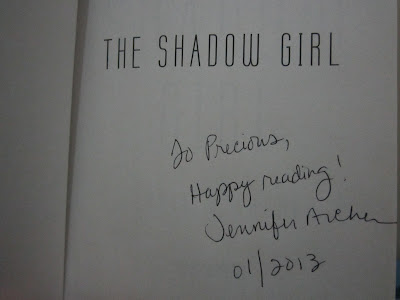 THE SHADOW GIRL
To Precious,
Happy reading!
Jennifer Archer
01/2013